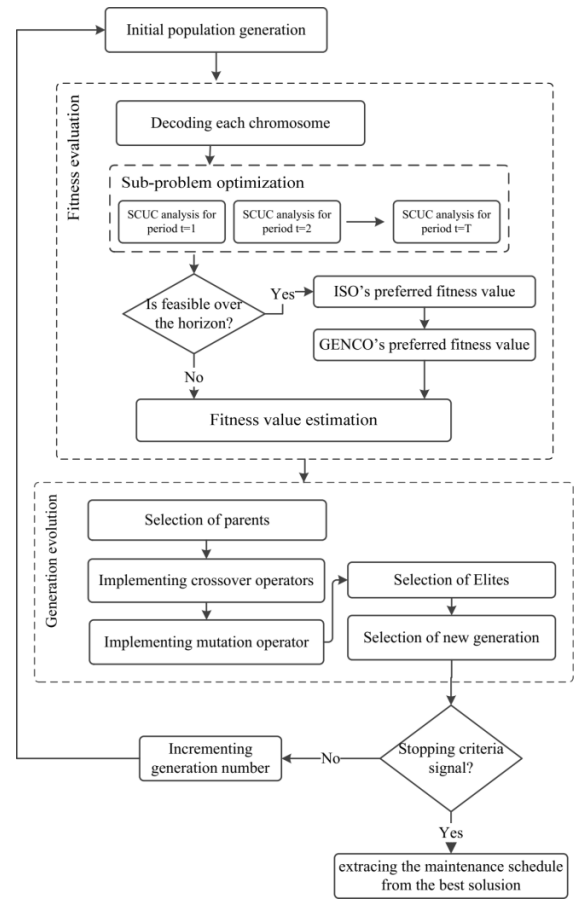 Initial population generation
Fitness evaluation
Decoding each chromosome
Sub-problem optimization
SCUC analysis for
period t=1
SCUC analysis for
period t=2
SCUC analysis for
period t=T
Is feasible over
the horizon?
Yes
ISO's preferred fitness value
GENCO's preferred fitness value
No
Fitness value estimation
Generation evolution
Selection of parents
Implementing crossover operators
Implementing mutation operator
Selection of Elites
Selection of new generation
Stopping criteria
signal?
No
Incrementing
generation number
Yes
extracing the maintenance schedule
from the best solusion